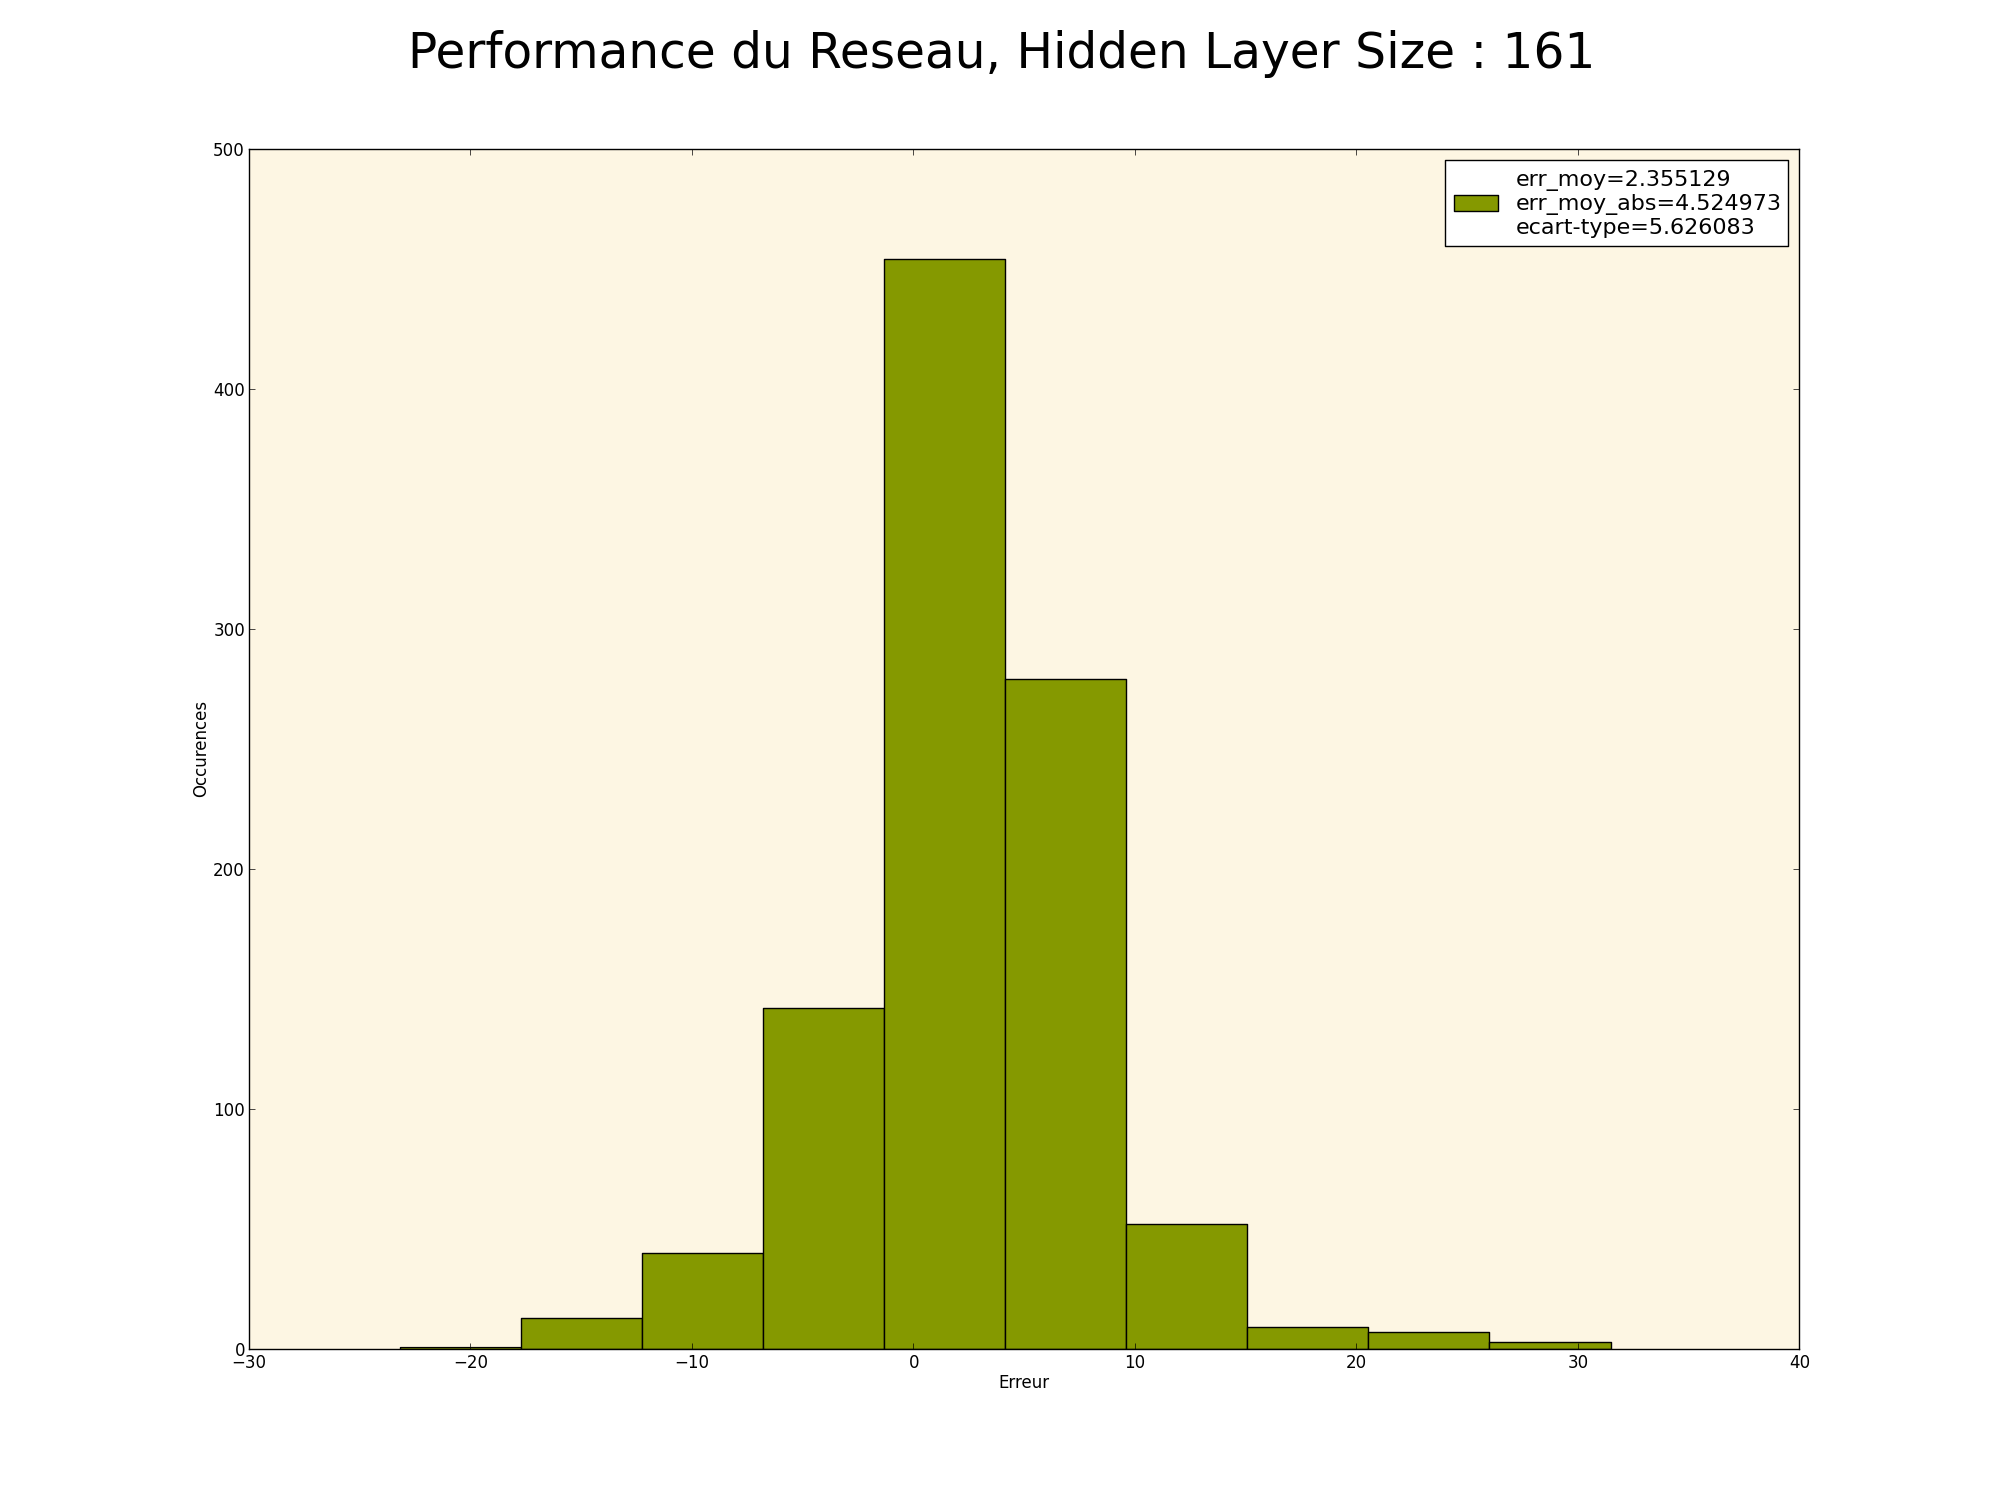 Performance du Reseau, Hidden Layer Size : 161
err_moy=2.355129
err_moy_abs=4.524973
ecart-type=5.626083
500
400
300
200
100
0
Occurences
−30 −20 −10 0 10 20 30 40
Erreur